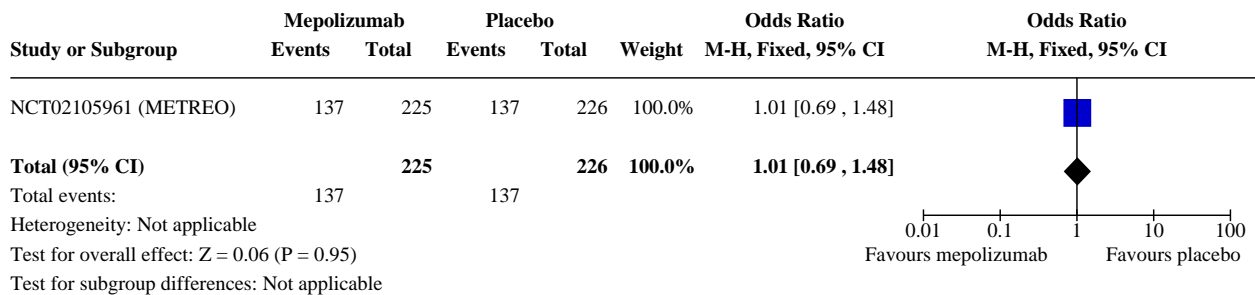 Mepolizumab Placebo Odds Ratio Odds Ratio
Study or Subgroup Events Total Events Total Weight M-H, Fixed, 95% CI M-H, Fixed, 95% CI
NCT02105961 (METREO) 137 225 137 226 100.0% 1.01 [0.69 , 1.48]
Total (95% CI) 225 226 100.0% 1.01 [0.69 , 1.48]
Total events: 137 137
Heterogeneity: Not applicable
0.01 0.1 1 10 100
Test for overall effect: Z = 0.06 (P = 0.95)
Favours mepolizumab Favours placebo
Test for subgroup differences: Not applicable